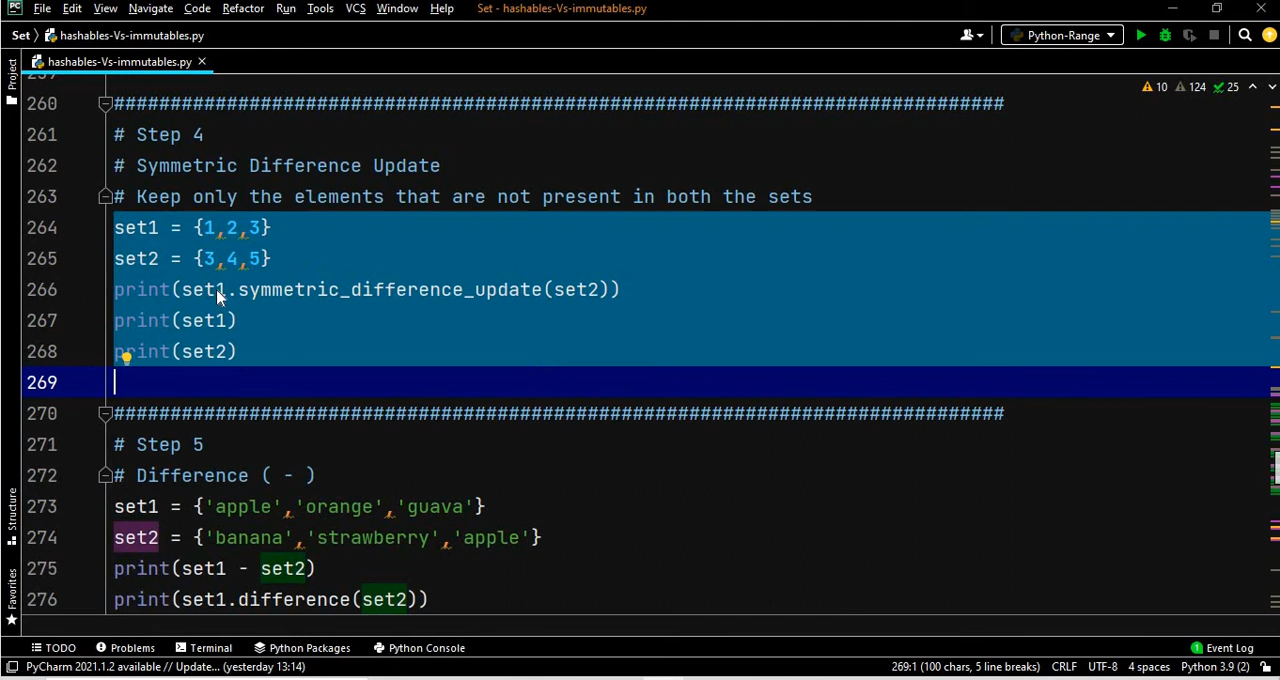 PC File Edit View Navigate Code Refactor Run Tools VCS Window Help Set - hashables-Vs-immutables.py
Set hashables-Vs-immutables.py Python-Range
hashables-Vs-immutables.py
Project
10 124 25
260 ###############################################################################
261 # Step 4
262 # Symmetric Difference Update
263 # Keep only the elements that are not present in both the sets
264 set1 = {1,2,3}
265 set2 = {3,4,5}
266 print(set1.symmetric_difference_update(set2))
267 print(set1)
268 print(set2)
269
270 ###############################################################################
271 # Step 5
272 # Difference ( - )
273 set1 = {'apple','orange','guava'}
274 set2 = {'banana','strawberry','apple'}
275 print(set1 - set2)
276 print(set1.difference(set2))
Structure
Favorites
TODO Problems Terminal Python Packages Python Console 1 Event Log
PyCharm 2021.1.2 available // Update... (yesterday 13:14) 269:1 (100 chars, 5 line breaks) CRLF UTF-8 4 spaces Python 3.9 (2)